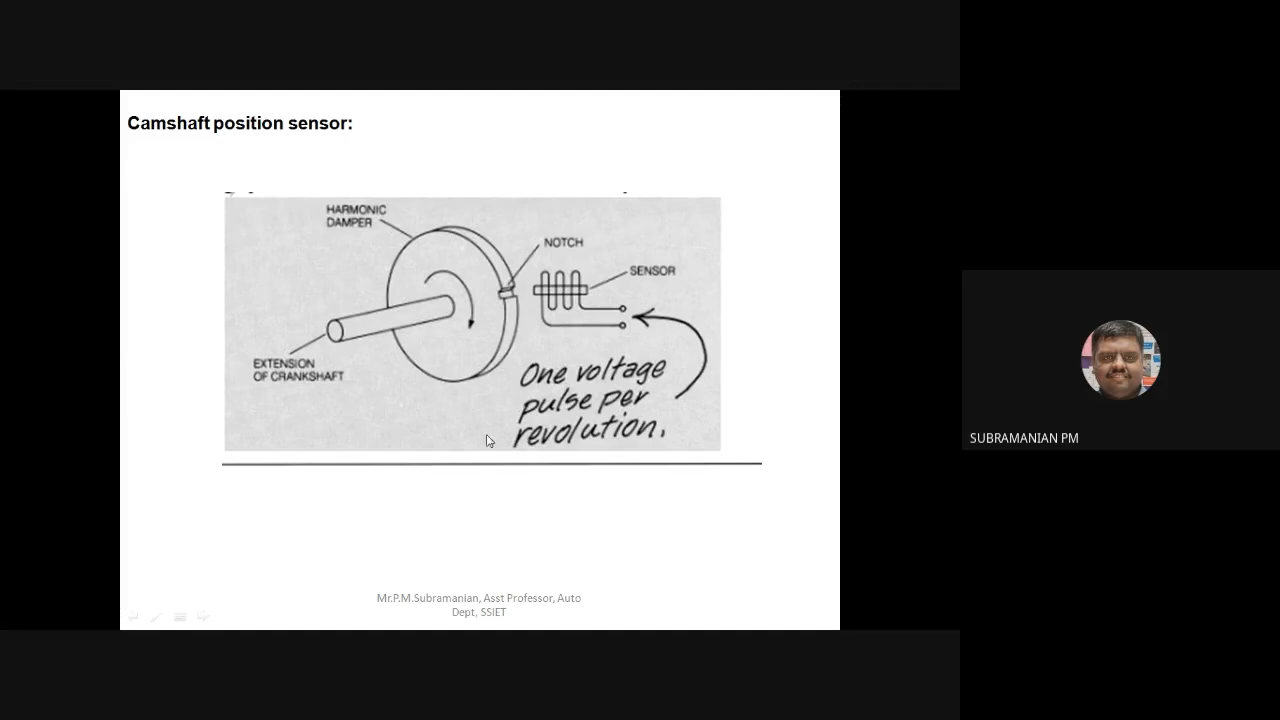 Camshaft position sensor:
HARMONIC
DAMPER
NOTCH
SENSOR
EXTENSION
OF CRANKSHAFT
One voltage
pulse per
revolution.
Mr.P.M.Subramanian, Asst Professor, Auto
Dept, SSIET
SUBRAMANIAN PM